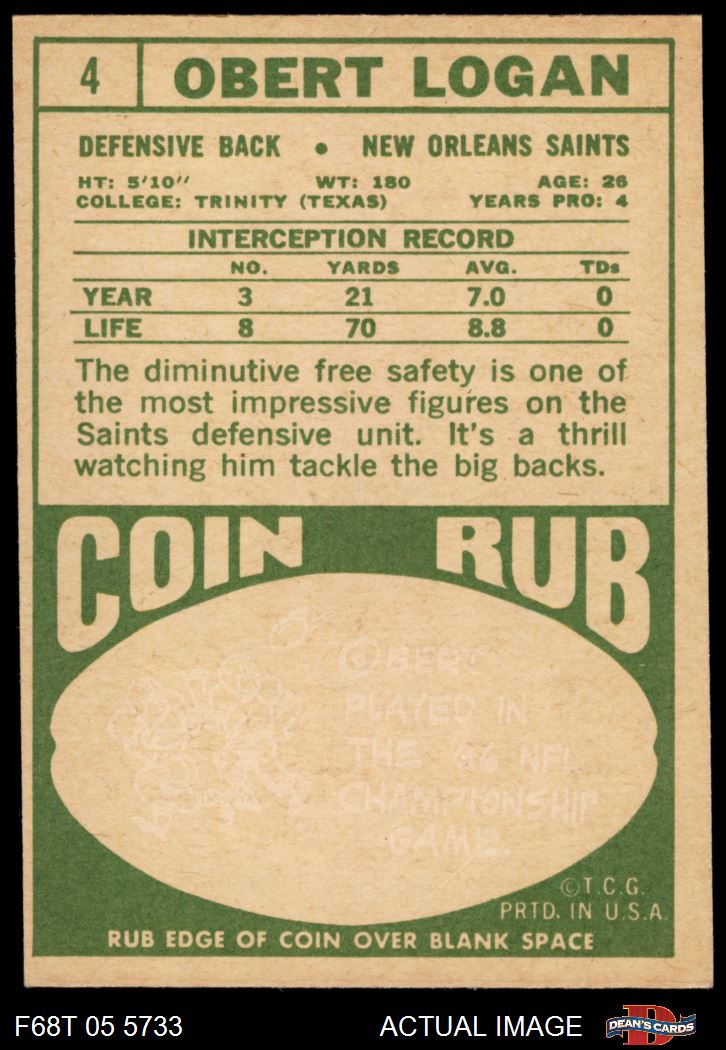 4 OBERT LOGAN
DEFENSIVE BACK • NEW ORLEANS SAINTS
HT: 5'10" WT: 180 AGE: 26
COLLEGE: TRINITY (TEXAS) YEARS PRO: 4
INTERCEPTION RECORD
NO. YARDS AVG. TDs
YEAR 3 21 7.0 0
LIFE 8 70 8.8 0
The diminutive free safety is one of
the most impressive figures on the
Saints defensive unit. It's a thrill
watching him tackle the big backs.
COIN RUB
OBERT
PLAYED IN
THE '66 NFL
CHAMPIONSHIP
GAME.
©T.C.G.
PRTD. IN U.S.A.
RUB EDGE OF COIN OVER BLANK SPACE
F68T 05 5733 ACTUAL IMAGE DEAN'S CARDS